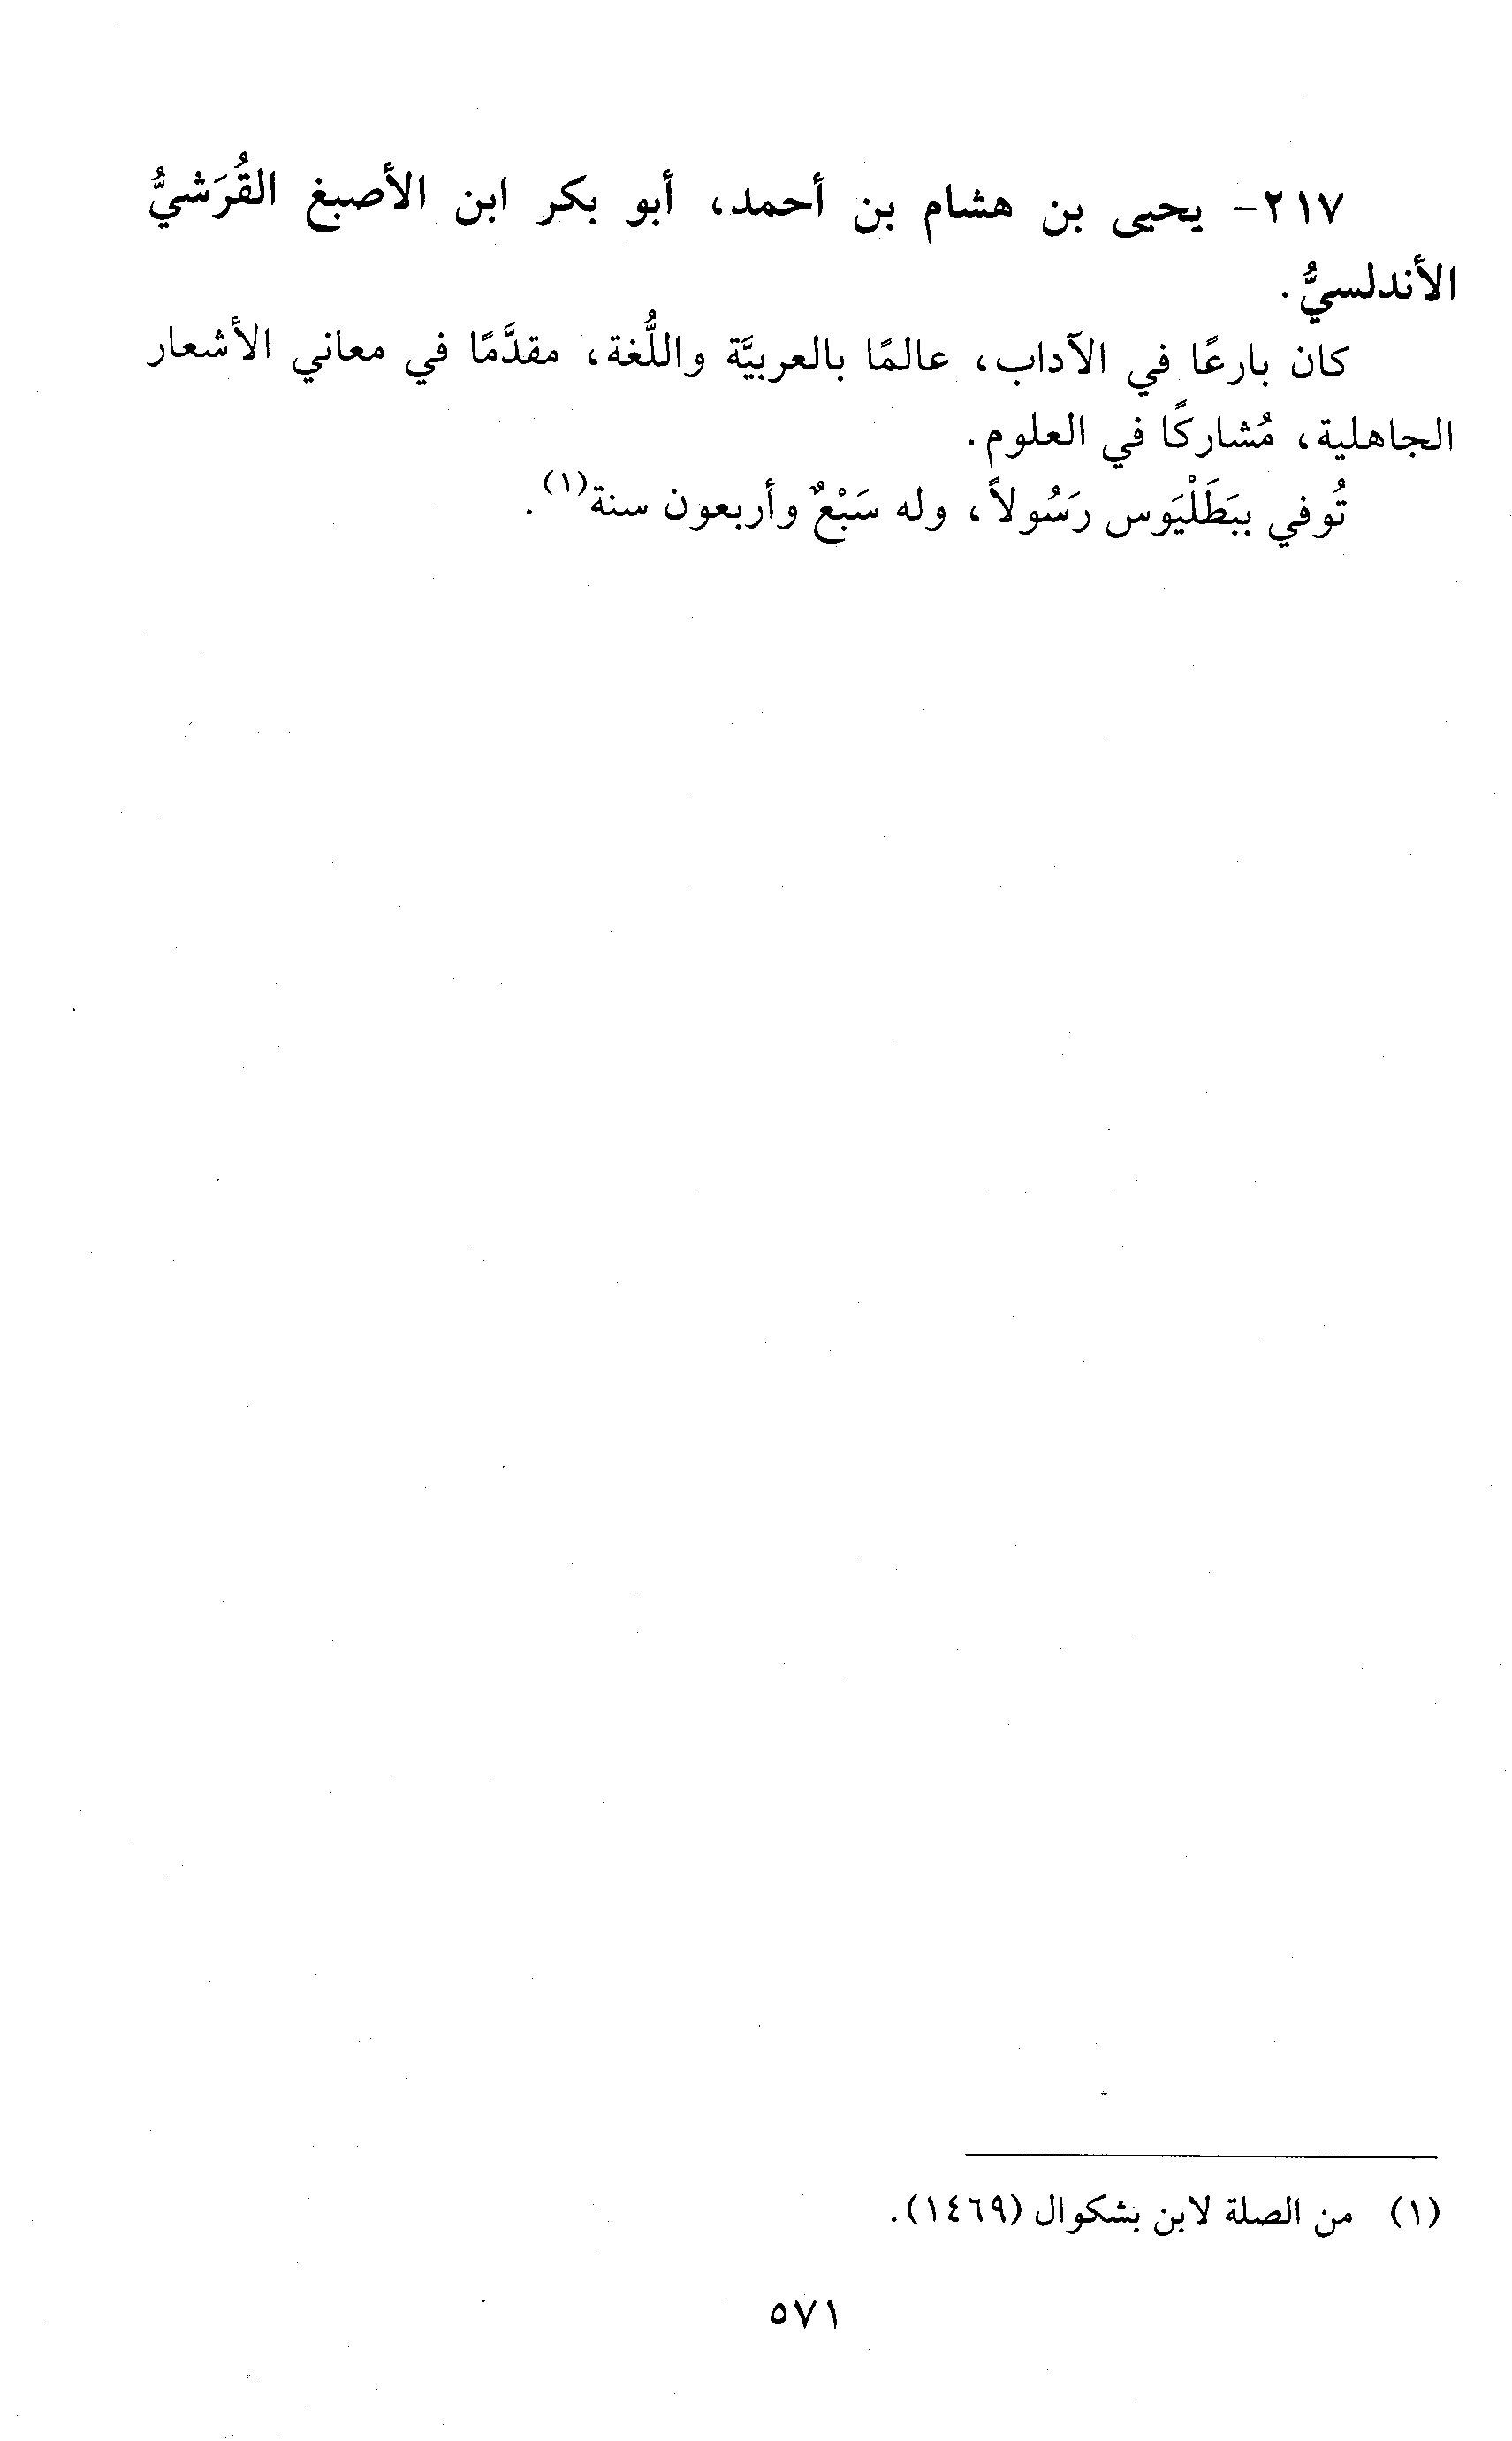 ٢١٧- يحيى بن هشام بن أحمد، أبو بكر ابن الأصبغ القُرَشيُّ
الأندلسيُّ.
كان بارعًا في الآداب، عالمًا بالعربيَّة واللُّغة، مقدَّمًا في معاني الأشعار
الجاهلية، مُشاركًا في العلوم.
تُوفي ببَطَلْيَوس رَسُولاً، وله سَبْعٌ وأربعون سنة(١).
(١) من الصلة لابن بشكوال (١٤٦٩).
٥٧١